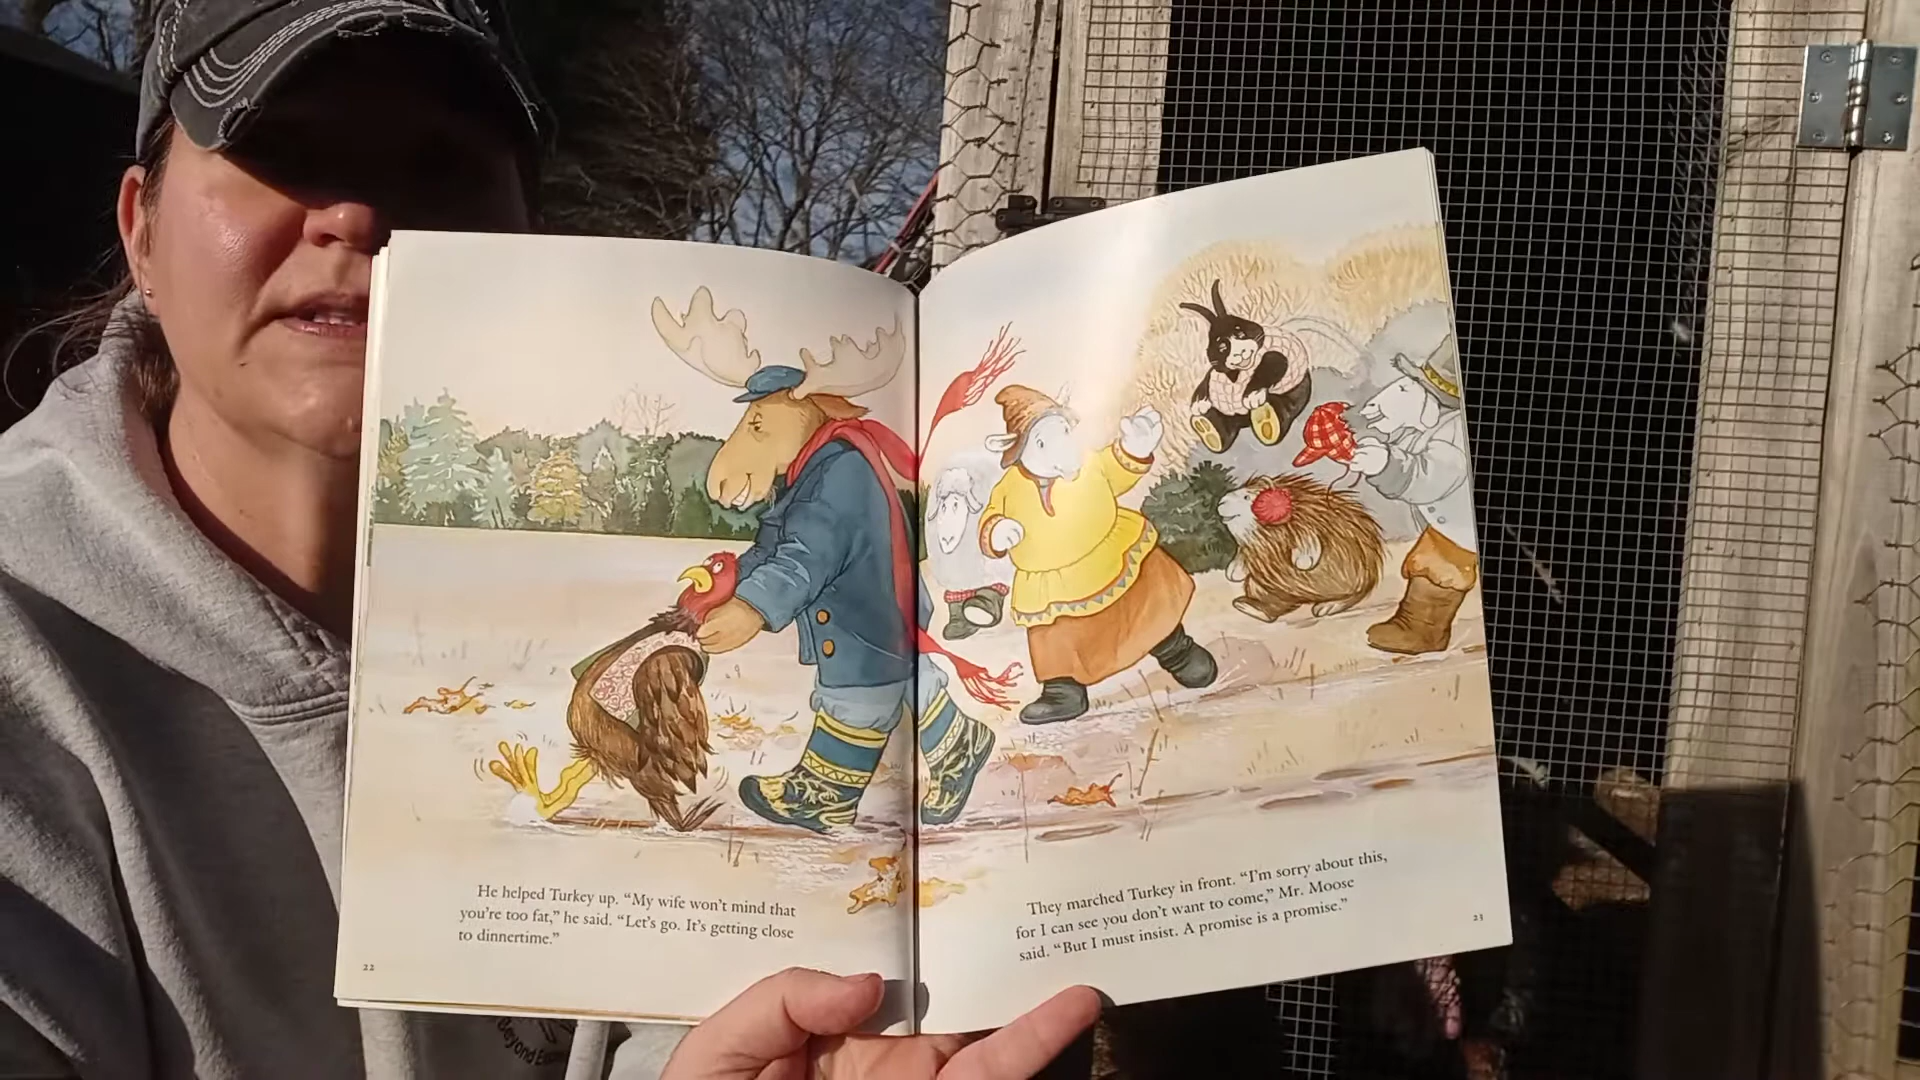 He helped Turkey up. “My wife won’t mind that
you’re too fat,” he said. “Let’s go. It’s getting close
to dinnertime.”
22
They marched Turkey in front. “I’m sorry about this,
for I can see you don’t want to come,” Mr. Moose
said. “But I must insist. A promise is a promise.”
23
Beyond